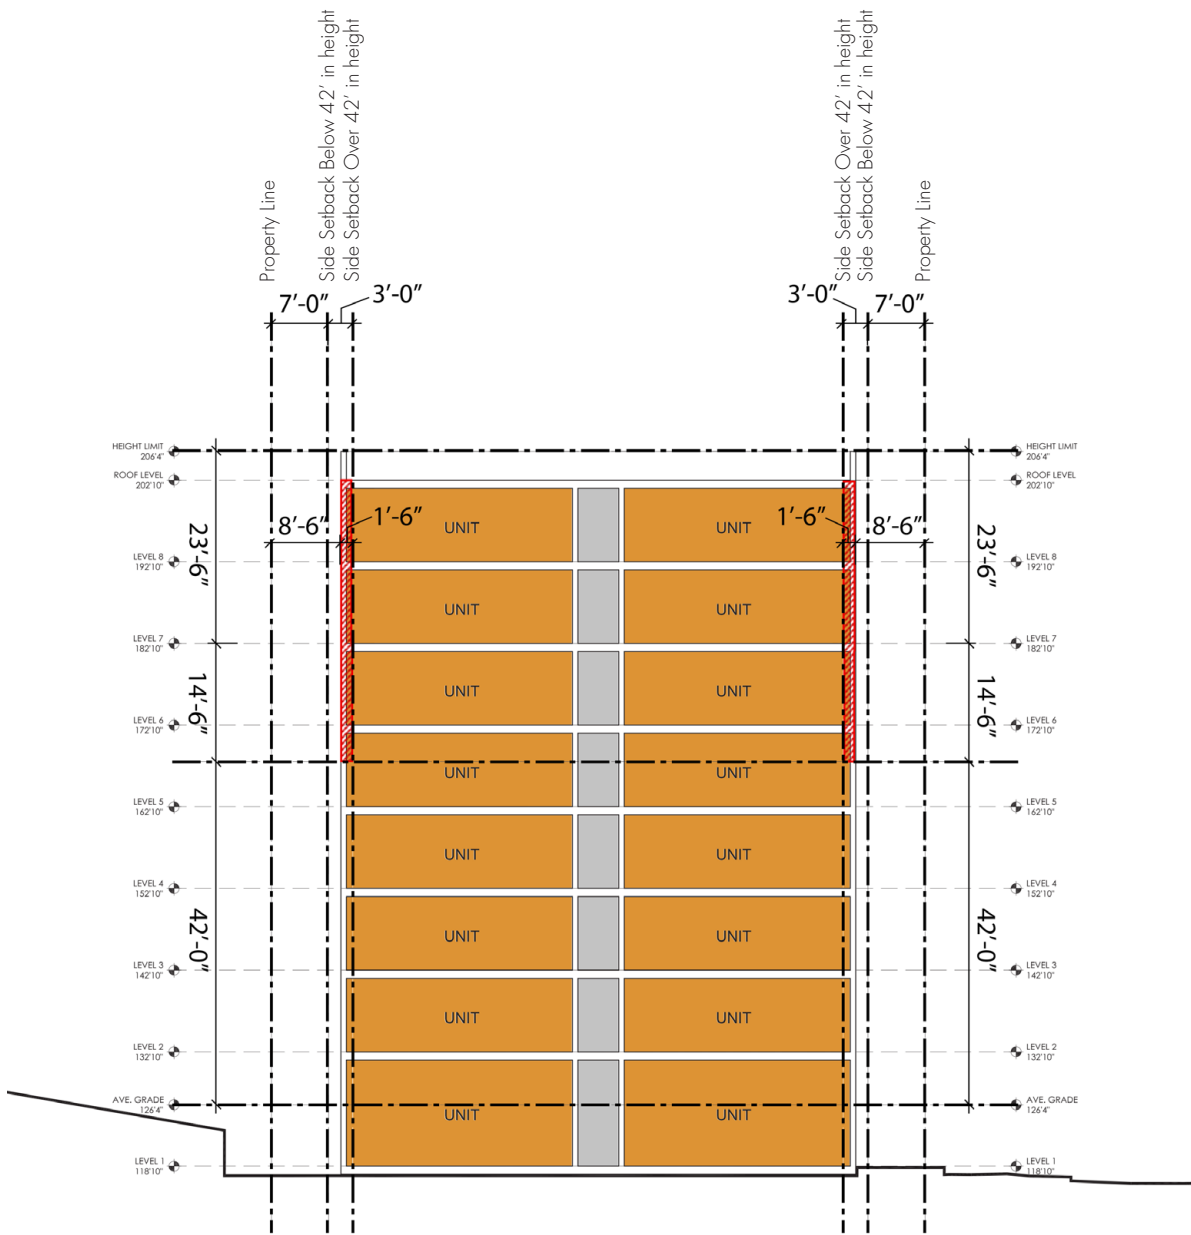 Property Line
Side Setback Below 42' in height
Side Setback Over 42' in height
Side Setback Over 42' in height
Side Setback Below 42' in height
Property Line
7'-0"
3'-0"
3'-0"
7'-0"
HEIGHT LIMIT
206'4"
HEIGHT LIMIT
206'4"
ROOF LEVEL
202'10"
ROOF LEVEL
202'10"
23'-6"
8'-6"
1'-6"
UNIT
UNIT
1'-6"
8'-6"
23'-6"
LEVEL 8
192'10"
LEVEL 8
192'10"
UNIT
UNIT
LEVEL 7
182'10"
LEVEL 7
182'10"
14'-6"
UNIT
UNIT
14'-6"
LEVEL 6
172'10"
LEVEL 6
172'10"
UNIT
UNIT
LEVEL 5
162'10"
LEVEL 5
162'10"
UNIT
UNIT
LEVEL 4
152'10"
LEVEL 4
152'10"
42'-0"
UNIT
UNIT
42'-0"
LEVEL 3
142'10"
LEVEL 3
142'10"
UNIT
UNIT
LEVEL 2
132'10"
LEVEL 2
132'10"
AVE. GRADE
126'4"
AVE. GRADE
126'4"
UNIT
UNIT
LEVEL 1
118'10"
LEVEL 1
118'10"